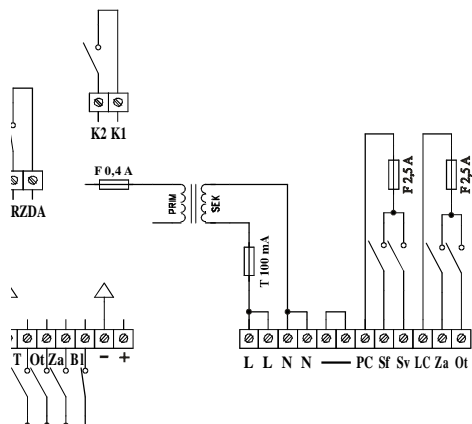 K2 K1
F 0,4 A
RZDA
PRIM
SEK
F 2,5 A
F 2,5 A
T 100 mA
T Ot Za B1 − +
L L N N — PC Sf Sv LC Za Ot